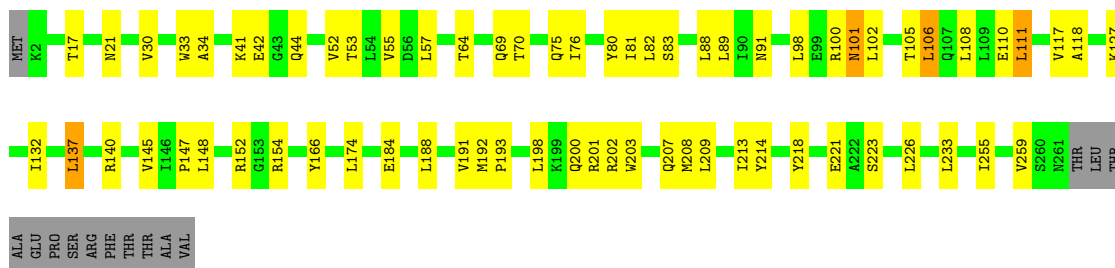 MET K2 T17 N21 V30 W33 A34 K41 E42 G43 Q44 V52 T53 L54 V55 D56 L57 T64 Q69 T70 Q75 I76 Y80 I81 L82 S83 L88 L89 I90 N91 L98 E99 R100 N101 L102 T105 L106 Q107 L108 L109 E110 L111 V117 A118 K127
I132 L137 R140 V145 I146 P147 L148 R152 G153 R154 Y166 L174 E184 L188 V191 M192 P193 L198 K199 Q200 R201 R202 W203 Q207 M208 L209 I213 Y214 Y218 E221 A222 S223 L226 L233 I255 V259 S260 N261 THR LEU THR
ALA GLU PRO SER ARG PHE THR THR ALA VAL